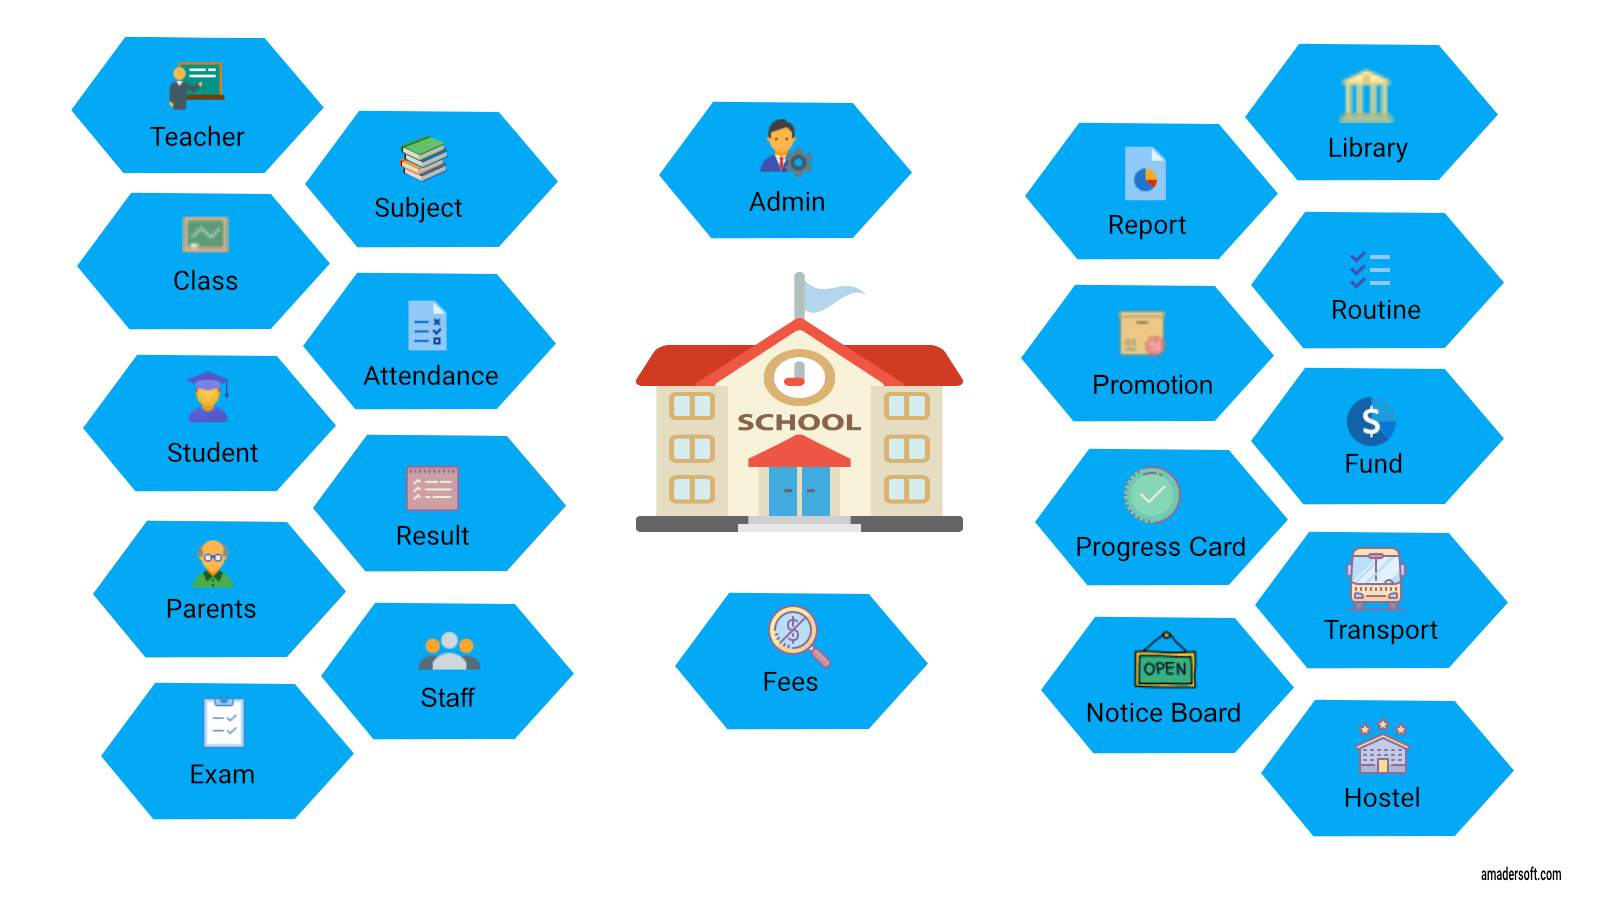 Teacher
Subject
Class
Attendance
Student
Result
Parents
Staff
Exam
Admin
SCHOOL
Fees
Library
Report
Routine
Promotion
Fund
Progress Card
Transport
OPEN
Notice Board
Hostel
amadersoft.com